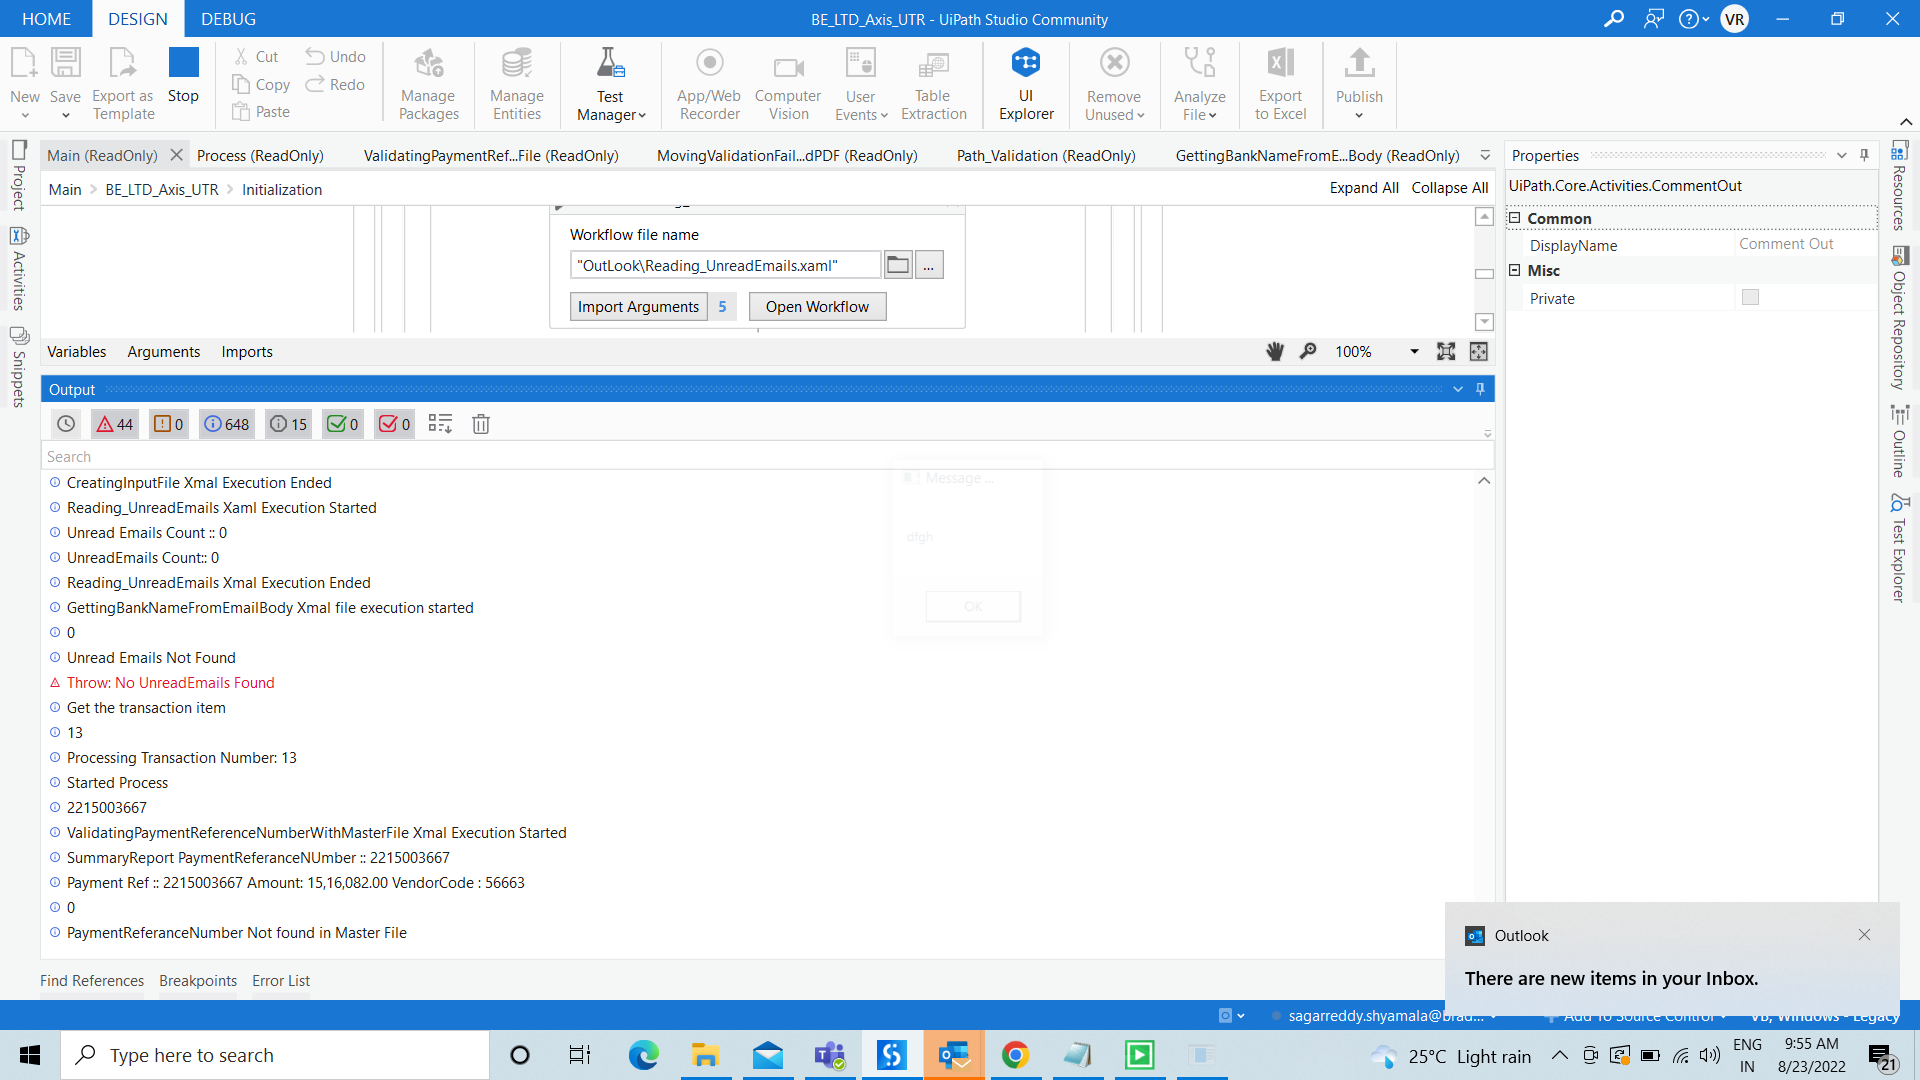 HOME DESIGN DEBUG
BE_LTD_Axis_UTR - UiPath Studio Community
VR
New
Save
Export as Template
Stop
Cut
Copy
Paste
Undo
Redo
Manage Packages
Manage Entities
Test Manager
App/Web Recorder
Computer Vision
User Events
Table Extraction
UI Explorer
Remove Unused
Analyze File
Export to Excel
Publish
Project
Activities
Snippets
Main (ReadOnly) Process (ReadOnly) ValidatingPaymentRef...File (ReadOnly) MovingValidationFail...dPDF (ReadOnly) Path_Validation (ReadOnly) GettingBankNameFromE...Body (ReadOnly)
Main BE_LTD_Axis_UTR Initialization
Expand All Collapse All
Workflow file name
"OutLook\Reading_UnreadEmails.xaml"
...
Import Arguments 5 Open Workflow
Variables Arguments Imports
100%
Output
44 0 648 15 0 0
Search
CreatingInputFile Xmal Execution Ended
Reading_UnreadEmails Xaml Execution Started
Unread Emails Count :: 0
UnreadEmails Count:: 0
Reading_UnreadEmails Xmal Execution Ended
GettingBankNameFromEmailBody Xmal file execution started
0
Unread Emails Not Found
Throw: No UnreadEmails Found
Get the transaction item
13
Processing Transaction Number: 13
Started Process
2215003667
ValidatingPaymentReferenceNumberWithMasterFile Xmal Execution Started
SummaryReport PaymentReferanceNUmber :: 2215003667
Payment Ref :: 2215003667 Amount: 15,16,082.00 VendorCode : 56663
0
PaymentReferanceNumber Not found in Master File
Message ...
dfgh
OK
Find References Breakpoints Error List
Properties
UiPath.Core.Activities.CommentOut
Common
DisplayName Comment Out
Misc
Private
Resources
Object Repository
Outline
Test Explorer
Outlook
There are new items in your Inbox.
sagarreddy.shyamala@brad... Add To Source Control VB, Windows - Legacy
Type here to search
25°C Light rain
ENG
IN
9:55 AM
8/23/2022
21